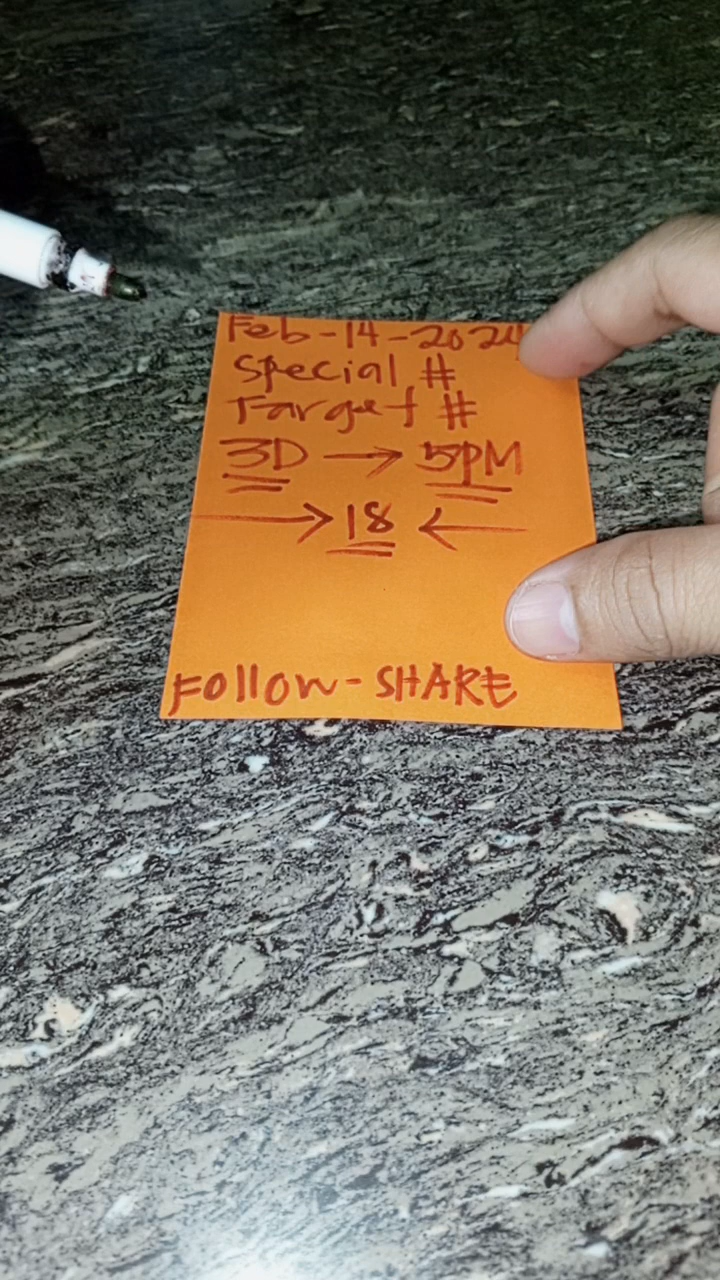 Feb-14-2024
Special #
Target #
3D → 5PM
→ 18 ←
Follow-SHARE